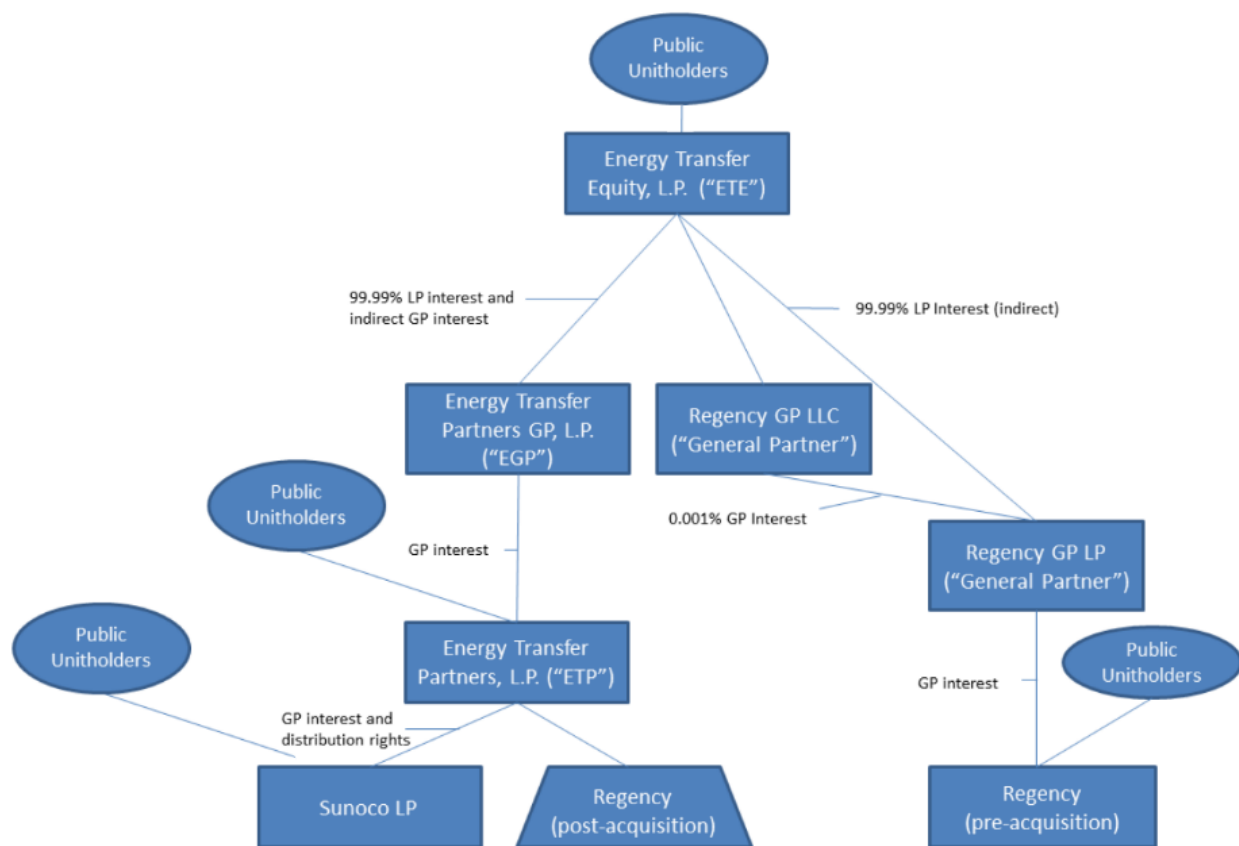 Public
Unitholders
Energy Transfer
Equity, L.P. (“ETE”)
99.99% LP interest and
indirect GP interest
99.99% LP Interest (indirect)
Energy Transfer
Partners GP, L.P.
(“EGP”)
Regency GP LLC
(“General Partner”)
Public
Unitholders
0.001% GP Interest
GP interest
Regency GP LP
(“General Partner”)
Public
Unitholders
Energy Transfer
Partners, L.P. (“ETP”)
Public
Unitholders
GP interest
GP interest and
distribution rights
Sunoco LP
Regency
(post-acquisition)
Regency
(pre-acquisition)